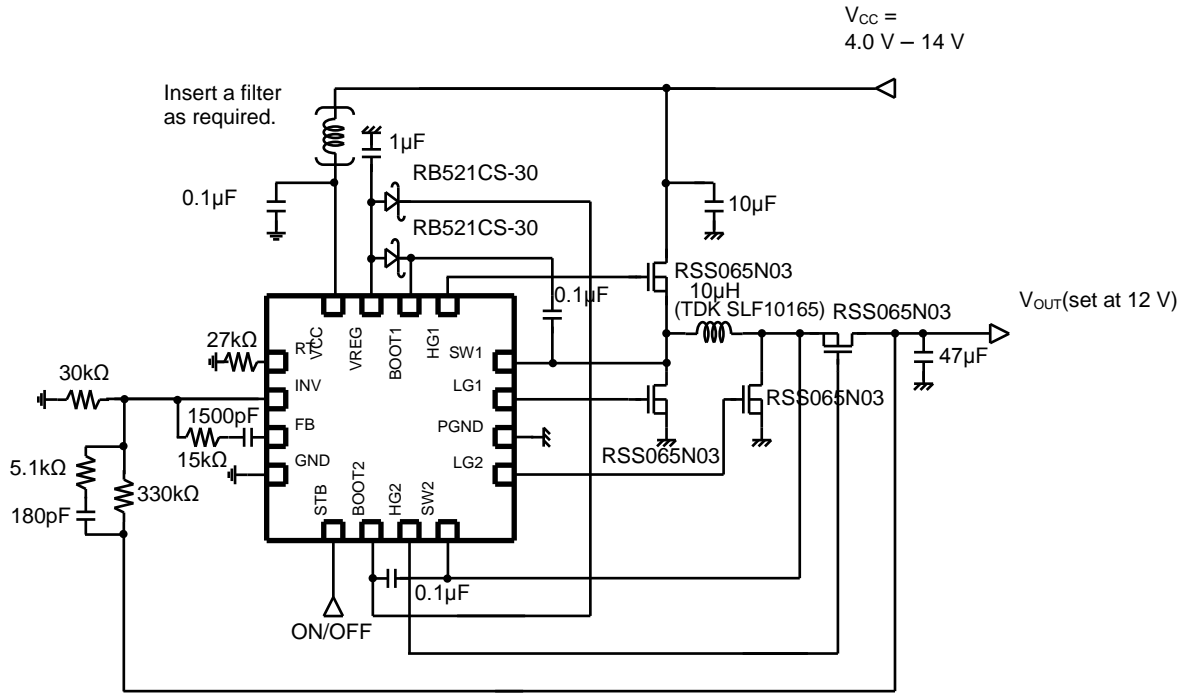 V_CC =
4.0 V – 14 V
Insert a filter
as required.
1µF
RB521CS-30
0.1µF
10µF
RB521CS-30
RSS065N03
10µH
(TDK SLF10165)
0.1µF
RSS065N03
V_OUT(set at 12 V)
VCC
VREG
BOOT1
HG1
27kΩ
RT
SW1
47µF
30kΩ
INV
LG1
RSS065N03
1500pF
FB
PGND
15kΩ
RSS065N03
5.1kΩ
GND
LG2
330kΩ
180pF
STB
BOOT2
HG2
SW2
0.1µF
ON/OFF